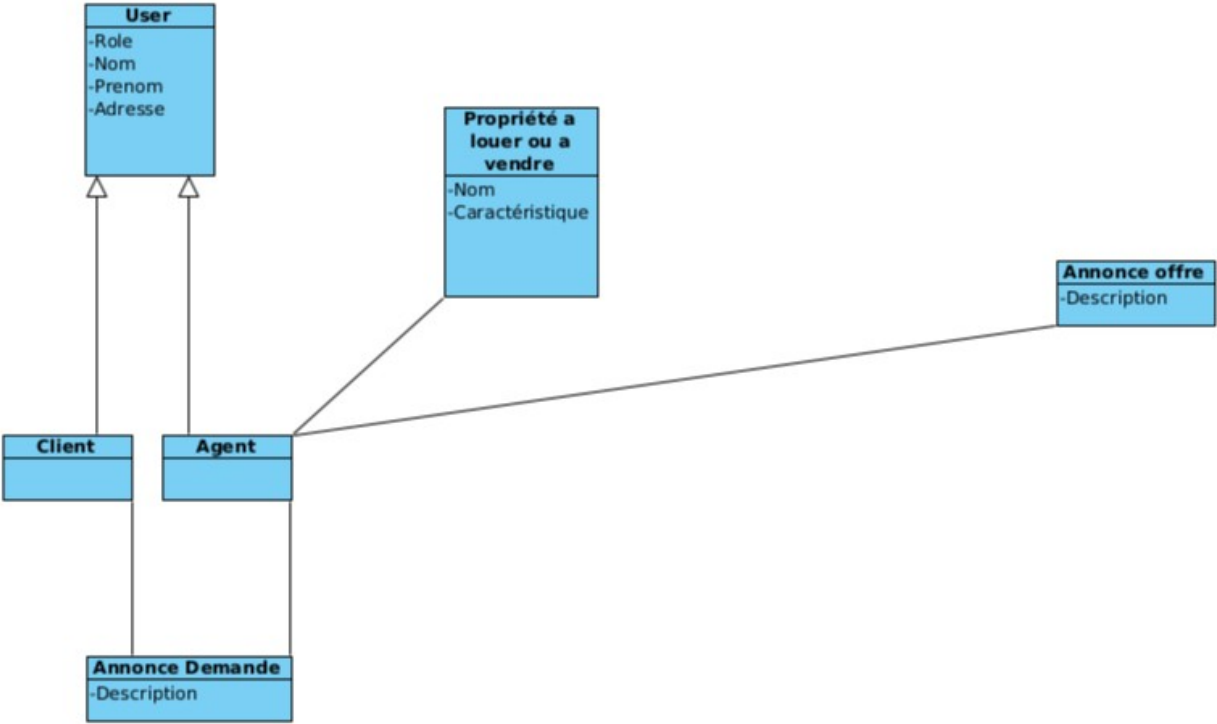 User
-Role
-Nom
-Prenom
-Adresse
Propriété a
louer ou a
vendre
-Nom
-Caractéristique
Annonce offre
-Description
Client
Agent
Annonce Demande
-Description